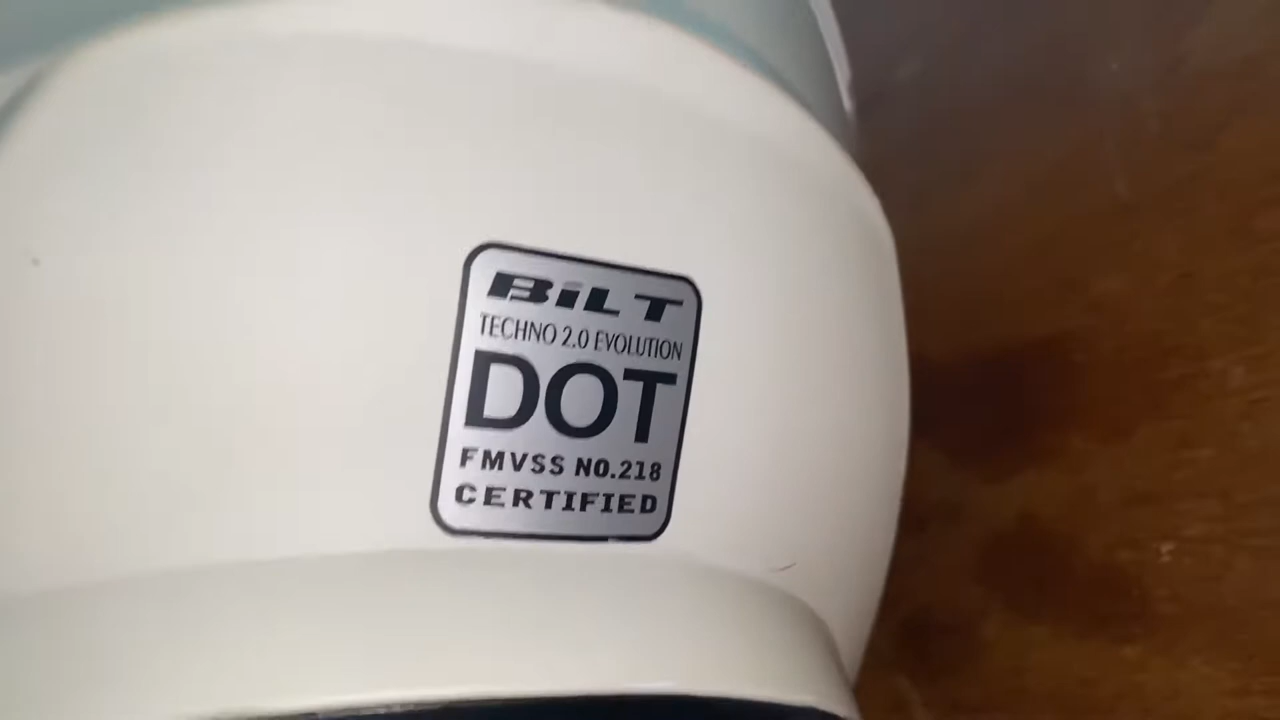 BiLT
TECHNO 2.0 EVOLUTION
DOT
FMVSS NO.218
CERTIFIED